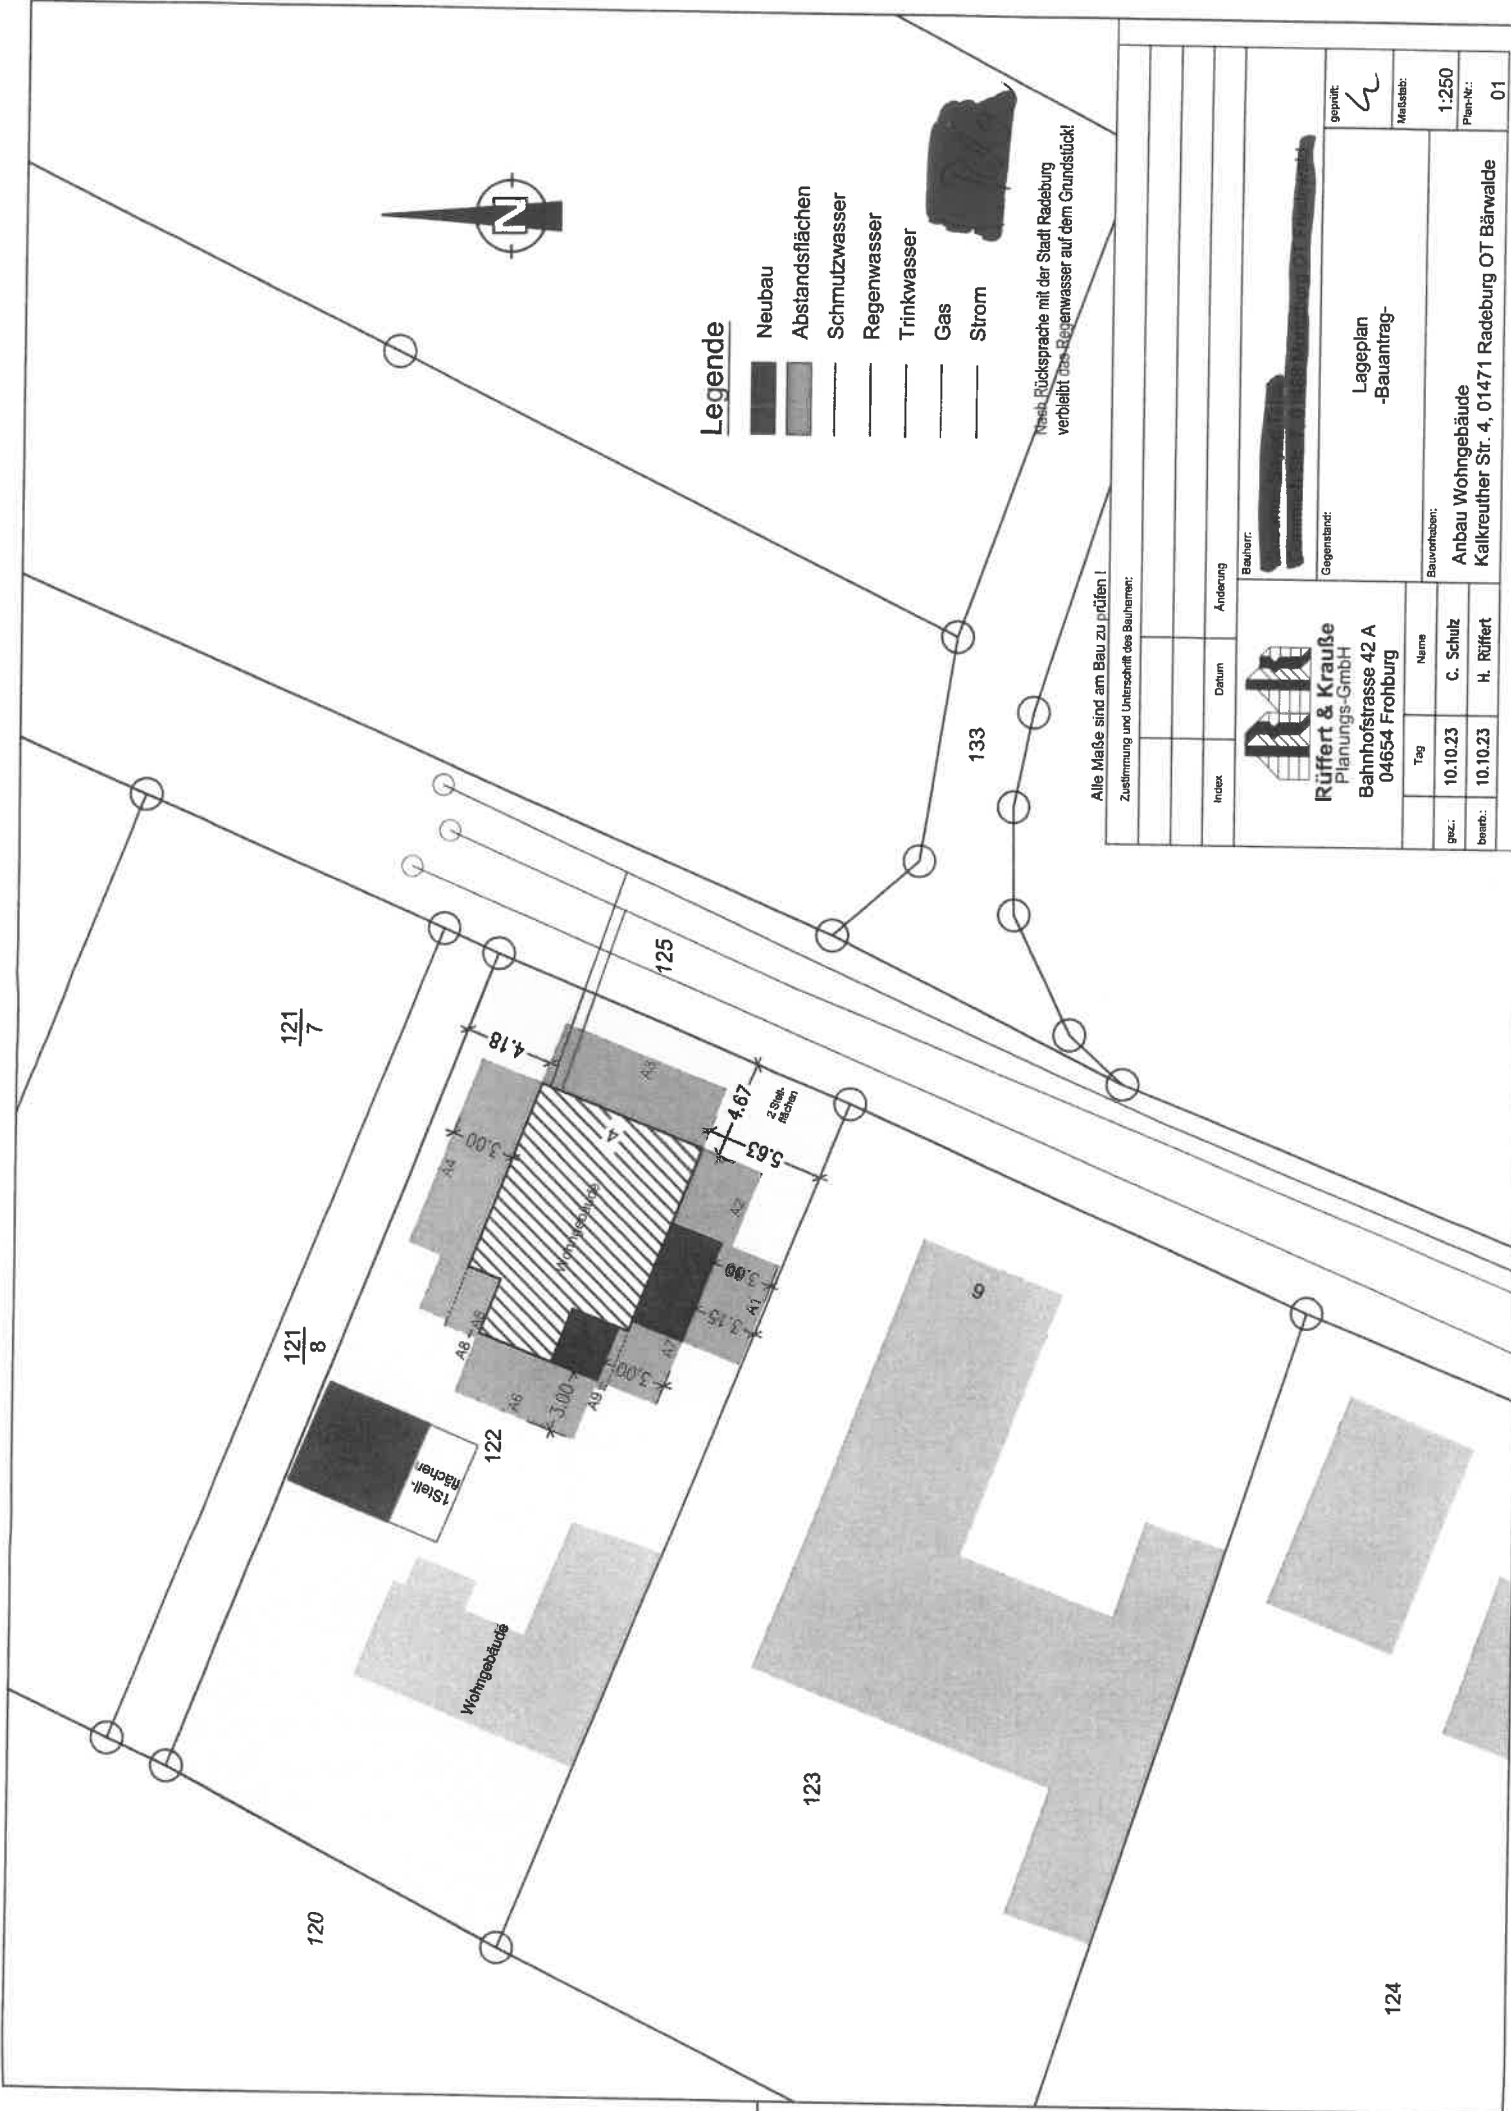 120
121
7
121
8
122
123
124
125
133
Wohngebäude
1Stell-
flächen
Wohngebäude
4
6
2 Stell-
flächen
4.18
4.67
5.63
3.00
3.00
3.00
3.00
3.15
A1
A2
A3
A4
A6
A7
A8
A9
N
Legende
Neubau
Abstandsflächen
Schmutzwasser
Regenwasser
Trinkwasser
Gas
Strom
Nach Rücksprache mit der Stadt Radeburg
verbleibt das Regenwasser auf dem Grundstück!
Alle Maße sind am Bau zu prüfen !
Zustimmung und Unterschrift des Bauherren:
Index Datum Änderung
Rüffert & Krauße
Planungs-GmbH
Bahnhofstrasse 42 A
04654 Frohburg
Tag Name
gez.: 10.10.23 C. Schulz
bearb.: 10.10.23 H. Rüffert
Bauherr:
Gegenstand:
Lageplan
-Bauantrag-
geprüft:
Maßstab:
1:250
Plan-Nr.:
01
Bauvorhaben:
Anbau Wohngebäude
Kalkreuther Str. 4, 01471 Radeburg OT Bärwalde